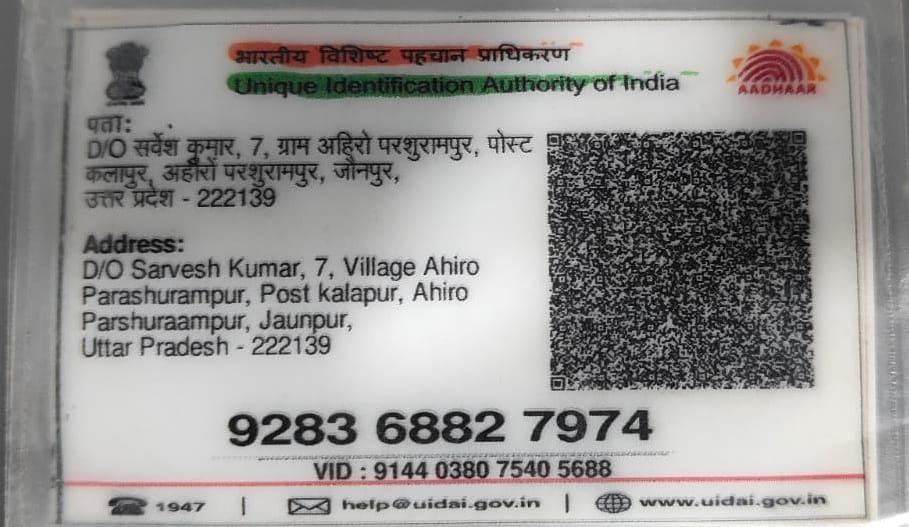 भारतीय विशिष्ट पहचान प्राधिकरण
Unique Identification Authority of India
AADHAAR
पता:
D/O सर्वेश कुमार, 7, ग्राम अहिरो परशुरामपुर, पोस्ट
कलापुर, अहीरों परशुरामपुर, जौनपुर,
उत्तर प्रदेश - 222139
Address:
D/O Sarvesh Kumar, 7, Village Ahiro
Parashurampur, Post kalapur, Ahiro
Parshuraampur, Jaunpur,
Uttar Pradesh - 222139
9283 6882 7974
VID : 9144 0380 7540 5688
1947 | help@uidai.gov.in | www.uidai.gov.in